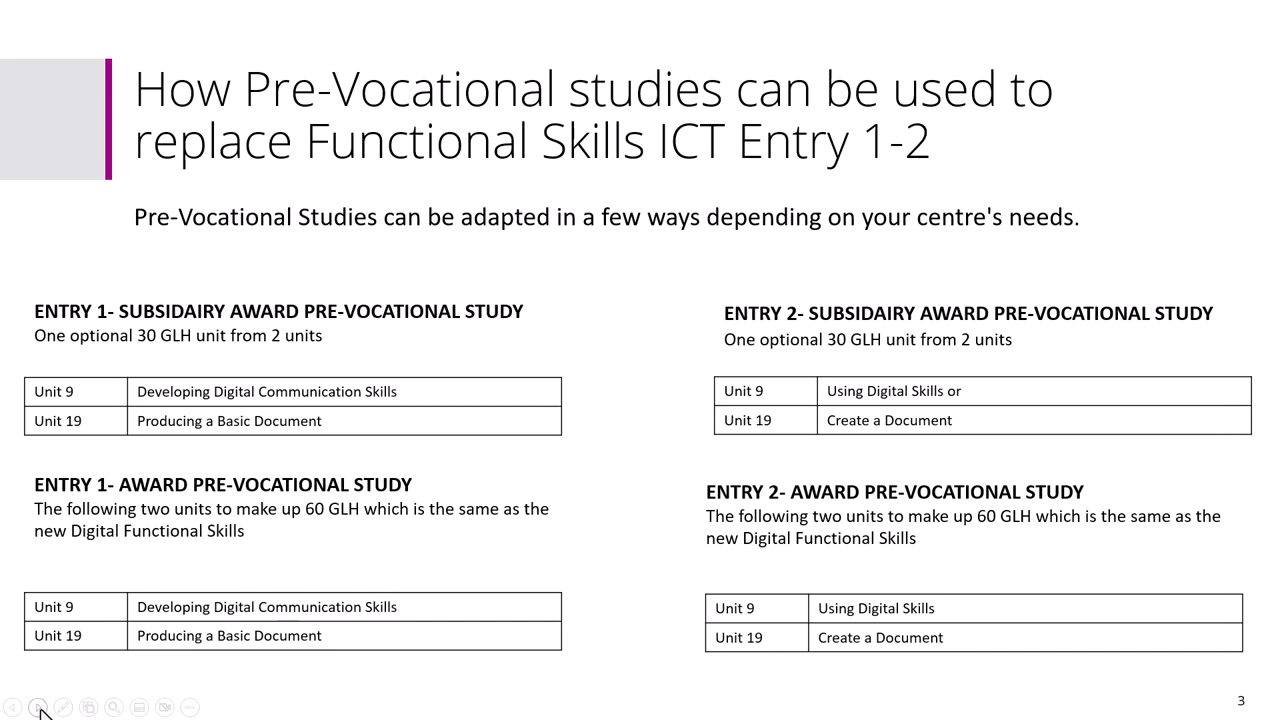 How Pre-Vocational studies can be used to
replace Functional Skills ICT Entry 1-2
Pre-Vocational Studies can be adapted in a few ways depending on your centre's needs.
ENTRY 1- SUBSIDAIRY AWARD PRE-VOCATIONAL STUDY
One optional 30 GLH unit from 2 units
Unit 9 Developing Digital Communication Skills
Unit 19 Producing a Basic Document
ENTRY 1- AWARD PRE-VOCATIONAL STUDY
The following two units to make up 60 GLH which is the same as the
new Digital Functional Skills
Unit 9 Developing Digital Communication Skills
Unit 19 Producing a Basic Document
ENTRY 2- SUBSIDAIRY AWARD PRE-VOCATIONAL STUDY
One optional 30 GLH unit from 2 units
Unit 9 Using Digital Skills or
Unit 19 Create a Document
ENTRY 2- AWARD PRE-VOCATIONAL STUDY
The following two units to make up 60 GLH which is the same as the
new Digital Functional Skills
Unit 9 Using Digital Skills
Unit 19 Create a Document
3